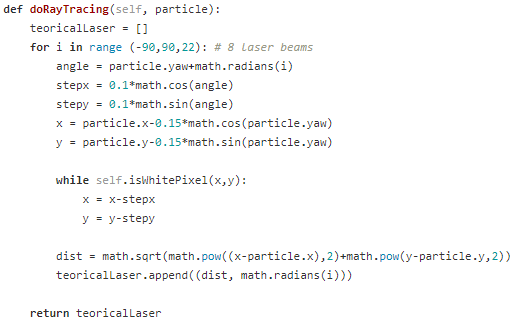 def doRayTracing(self, particle):
    teoricalLaser = []
    for i in range (-90,90,22): # 8 laser beams
        angle = particle.yaw+math.radians(i)
        stepx = 0.1*math.cos(angle)
        stepy = 0.1*math.sin(angle)
        x = particle.x-0.15*math.cos(particle.yaw)
        y = particle.y-0.15*math.sin(particle.yaw)

        while self.isWhitePixel(x,y):
            x = x-stepx
            y = y-stepy

        dist = math.sqrt(math.pow((x-particle.x),2)+math.pow(y-particle.y,2))
        teoricalLaser.append((dist, math.radians(i)))

    return teoricalLaser